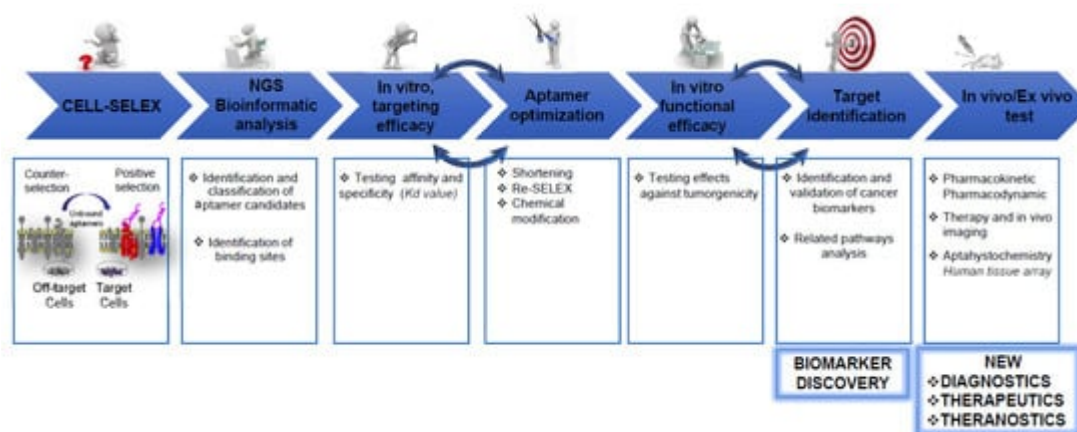 ?
CELL-SELEX
NGS
Bioinformatic
analysis
In vitro,
targeting
efficacy
Aptamer
optimization
In vitro
functional
efficacy
Target
Identification
In vivo/Ex vivo
test
Counter-
selection
Positive
selection
Unbound
aptamers
Off-target
Cells
Target
Cells
❖ Identification and
classification of
aptamer candidates
❖ Identification of
binding sites
❖ Testing affinity and
specificity (Kd value)
❖ Shortening
❖ Re-SELEX
❖ Chemical
modification
❖ Testing effects
against tumorgenicity
❖ Identification and
validation of cancer
biomarkers
❖ Related pathways
analysis
❖ Pharmacokinetic
Pharmacodynamic
❖ Therapy and in vivo
imaging
❖ Aptahystochemistry
Human tissue array
BIOMARKER
DISCOVERY
NEW
❖DIAGNOSTICS
❖THERAPEUTICS
❖THERANOSTICS